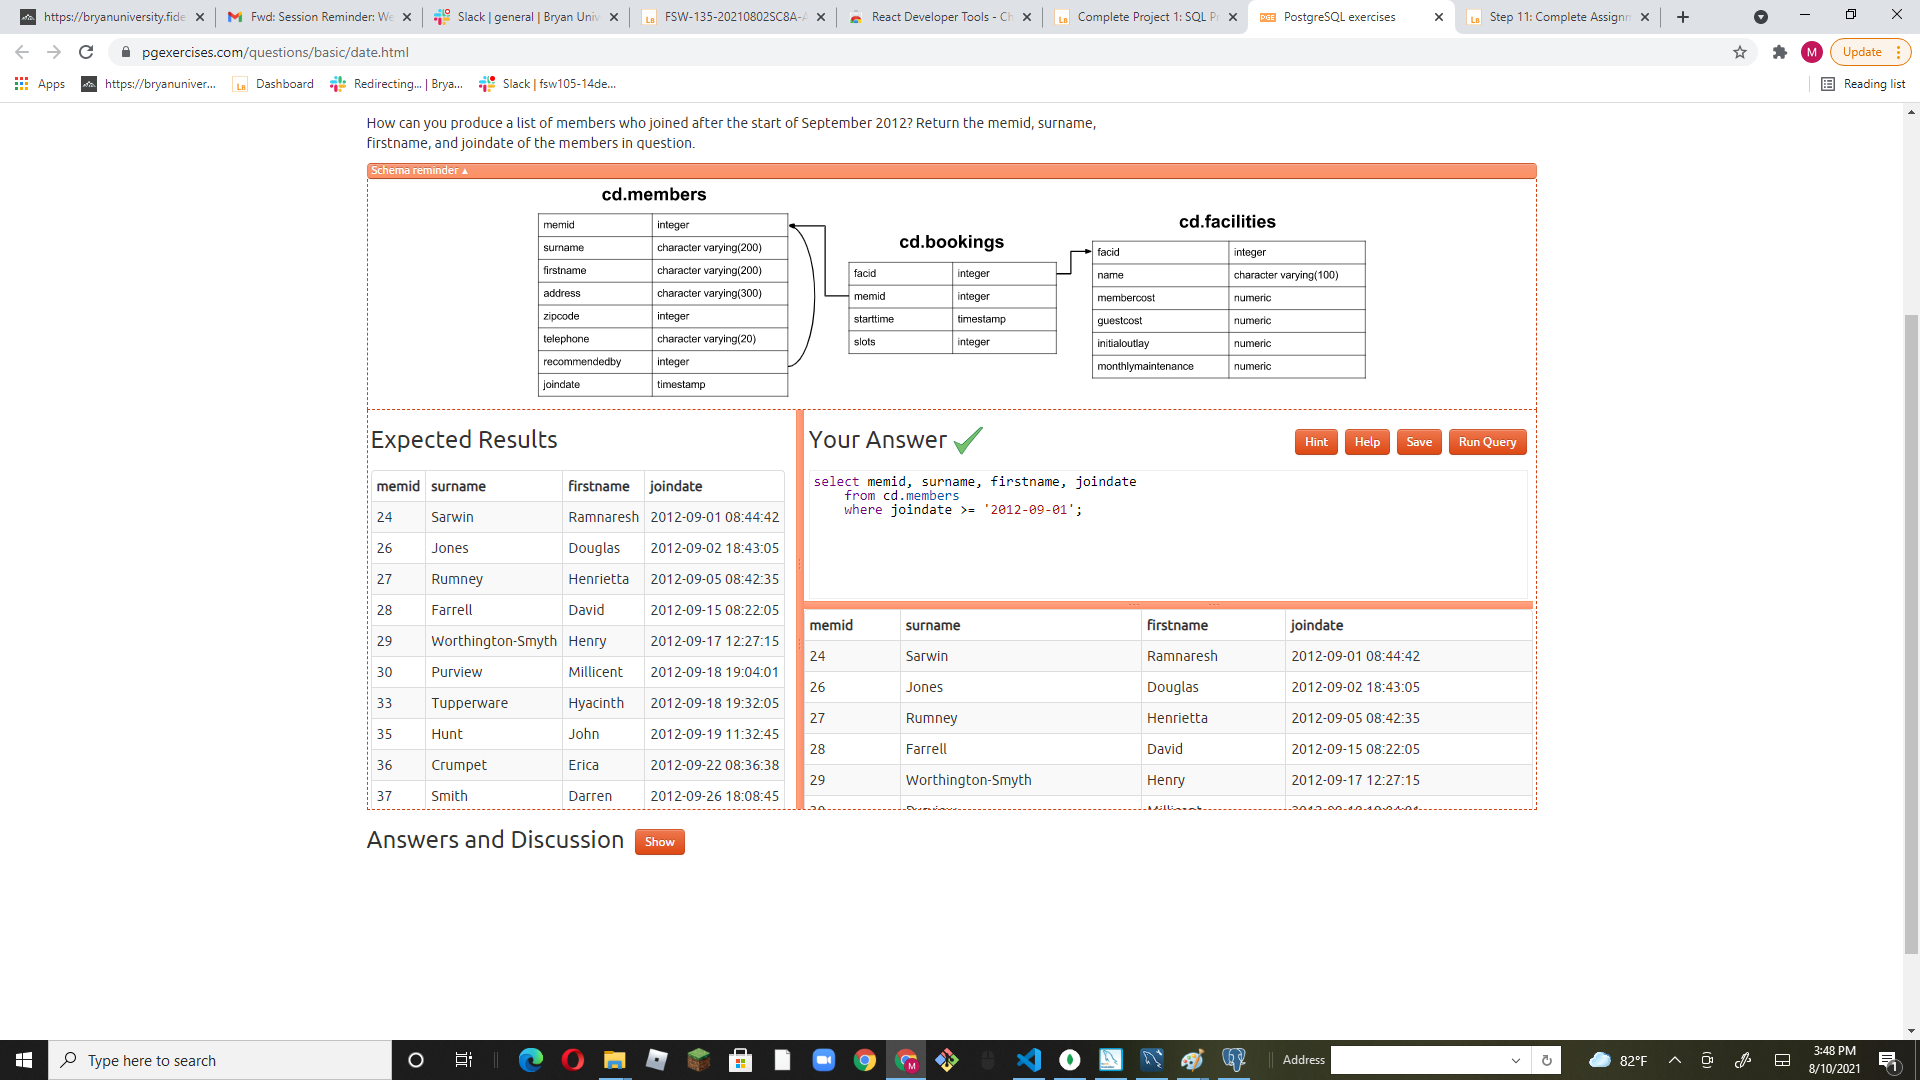 https://bryanuniversity.fide
Fwd: Session Reminder: We
Slack | general | Bryan Univ
FSW-135-20210802SC8A-A
React Developer Tools - Ch
Complete Project 1: SQL P
PostgreSQL exercises
Step 11: Complete Assignm
pgexercises.com/questions/basic/date.html
M
Update
Apps
https://bryanuniver...
Dashboard
Redirecting... | Brya...
Slack | fsw105-14de...
Reading list
How can you produce a list of members who joined after the start of September 2012? Return the memid, surname,
firstname, and joindate of the members in question.
Schema reminder ▲
cd.members
memid integer
surname character varying(200)
firstname character varying(200)
address character varying(300)
zipcode integer
telephone character varying(20)
recommendedby integer
joindate timestamp
cd.bookings
facid integer
memid integer
starttime timestamp
slots integer
cd.facilities
facid integer
name character varying(100)
membercost numeric
guestcost numeric
initialoutlay numeric
monthlymaintenance numeric
Expected Results
memid surname firstname joindate
24 Sarwin Ramnaresh 2012-09-01 08:44:42
26 Jones Douglas 2012-09-02 18:43:05
27 Rumney Henrietta 2012-09-05 08:42:35
28 Farrell David 2012-09-15 08:22:05
29 Worthington-Smyth Henry 2012-09-17 12:27:15
30 Purview Millicent 2012-09-18 19:04:01
33 Tupperware Hyacinth 2012-09-18 19:32:05
35 Hunt John 2012-09-19 11:32:45
36 Crumpet Erica 2012-09-22 08:36:38
37 Smith Darren 2012-09-26 18:08:45
Your Answer
Hint Help Save Run Query
select memid, surname, firstname, joindate
from cd.members
where joindate >= '2012-09-01';
memid surname firstname joindate
24 Sarwin Ramnaresh 2012-09-01 08:44:42
26 Jones Douglas 2012-09-02 18:43:05
27 Rumney Henrietta 2012-09-05 08:42:35
28 Farrell David 2012-09-15 08:22:05
29 Worthington-Smyth Henry 2012-09-17 12:27:15
30 Purview Millicent 2012-09-18 19:04:01
Answers and Discussion Show
Type here to search
Address
82°F
3:48 PM
8/10/2021
1